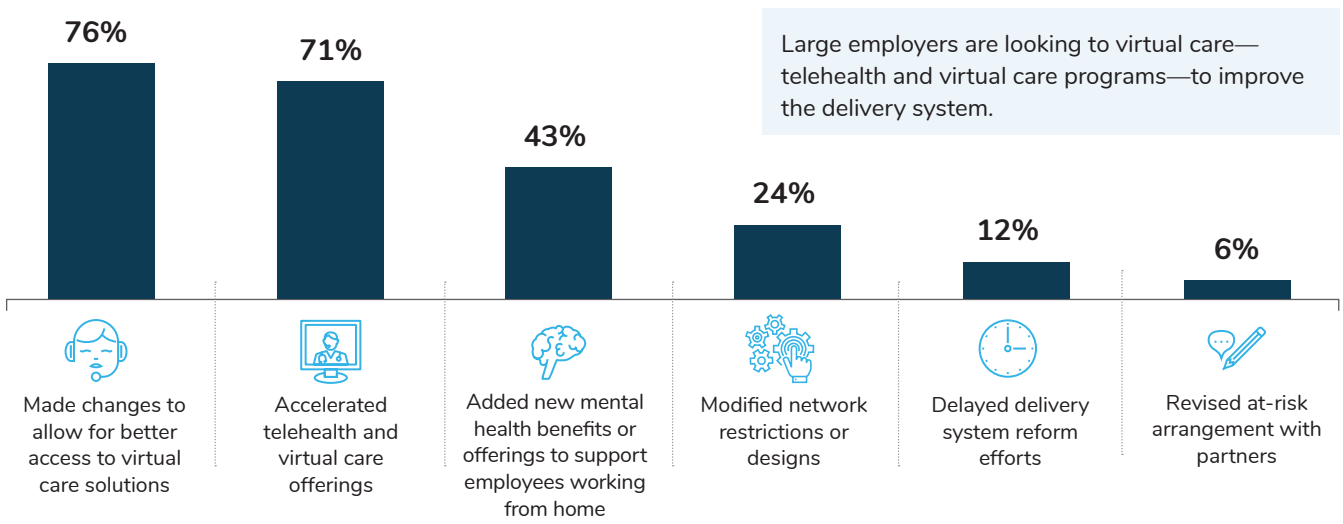 76%
71%
43%
24%
12%
6%
Large employers are looking to virtual care—
telehealth and virtual care programs—to improve
the delivery system.
Made changes to
allow for better
access to virtual
care solutions
Accelerated
telehealth and
virtual care
offerings
Added new mental
health benefits or
offerings to support
employees working
from home
Modified network
restrictions or
designs
Delayed delivery
system reform
efforts
Revised at-risk
arrangement with
partners